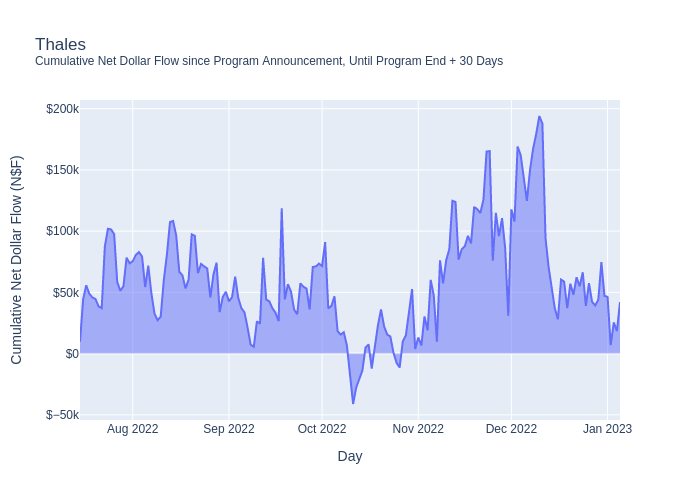 Thales
Cumulative Net Dollar Flow since Program Announcement, Until Program End + 30 Days
Cumulative Net Dollar Flow (N$F)
$200k
$150k
$100k
$50k
$0
$−50k
Aug 2022
Sep 2022
Oct 2022
Nov 2022
Dec 2022
Jan 2023
Day